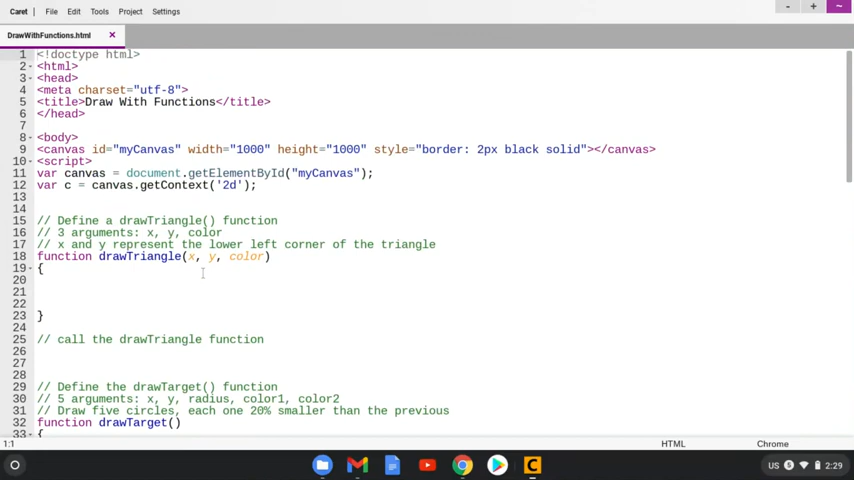 Caret | File Edit Tools Project Settings - + ~
DrawWithFunctions.html ×
1 <!doctype html>
2 <html>
3 <head>
4 <meta charset="utf-8">
5 <title>Draw With Functions</title>
6 </head>
7
8 <body>
9 <canvas id="myCanvas" width="1000" height="1000" style="border: 2px black solid"></canvas>
10 <script>
11 var canvas = document.getElementById("myCanvas");
12 var c = canvas.getContext('2d');
13
14
15 // Define a drawTriangle() function
16 // 3 arguments: x, y, color
17 // x and y represent the lower left corner of the triangle
18 function drawTriangle(x, y, color)
19 {
20
21
22
23 }
24
25 // call the drawTriangle function
26
27
28
29 // Define the drawTarget() function
30 // 5 arguments: x, y, radius, color1, color2
31 // Draw five circles, each one 20% smaller than the previous
32 function drawTarget()
33 {
1:1 HTML Chrome
C US 5 2:29